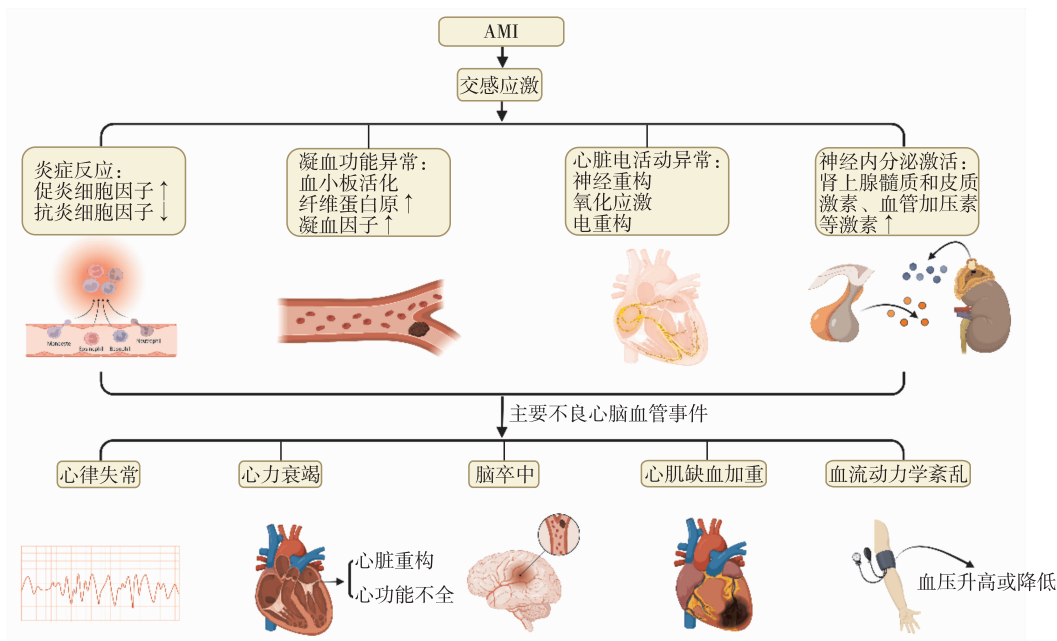 AMI
交感应激
炎症反应：
促炎细胞因子↑
抗炎细胞因子↓
凝血功能异常：
血小板活化
纤维蛋白原↑
凝血因子↑
心脏电活动异常：
神经重构
氧化应激
电重构
神经内分泌激活：
肾上腺髓质和皮质
激素、血管加压素
等激素↑
Monocyte
Eosinophil
Basophil
Neutrophil
主要不良心脑血管事件
心律失常
心力衰竭
脑卒中
心肌缺血加重
血流动力学紊乱
心脏重构
心功能不全
血压升高或降低